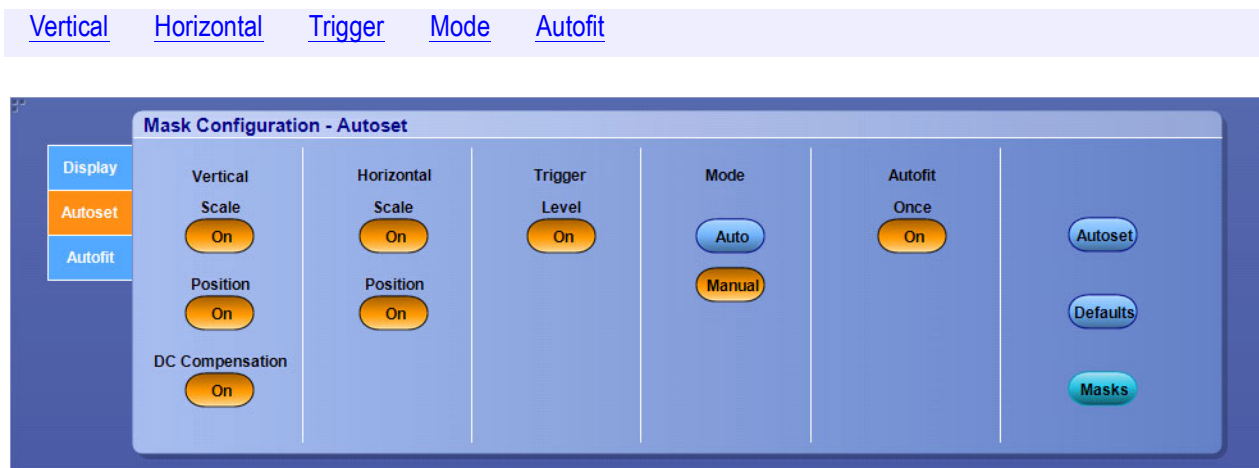 Vertical Horizontal Trigger Mode Autofit
Mask Configuration - Autoset
Display
Autoset
Autofit
Vertical
Scale
On
Position
On
DC Compensation
On
Horizontal
Scale
On
Position
On
Trigger
Level
On
Mode
Auto
Manual
Autofit
Once
On
Autoset
Defaults
Masks